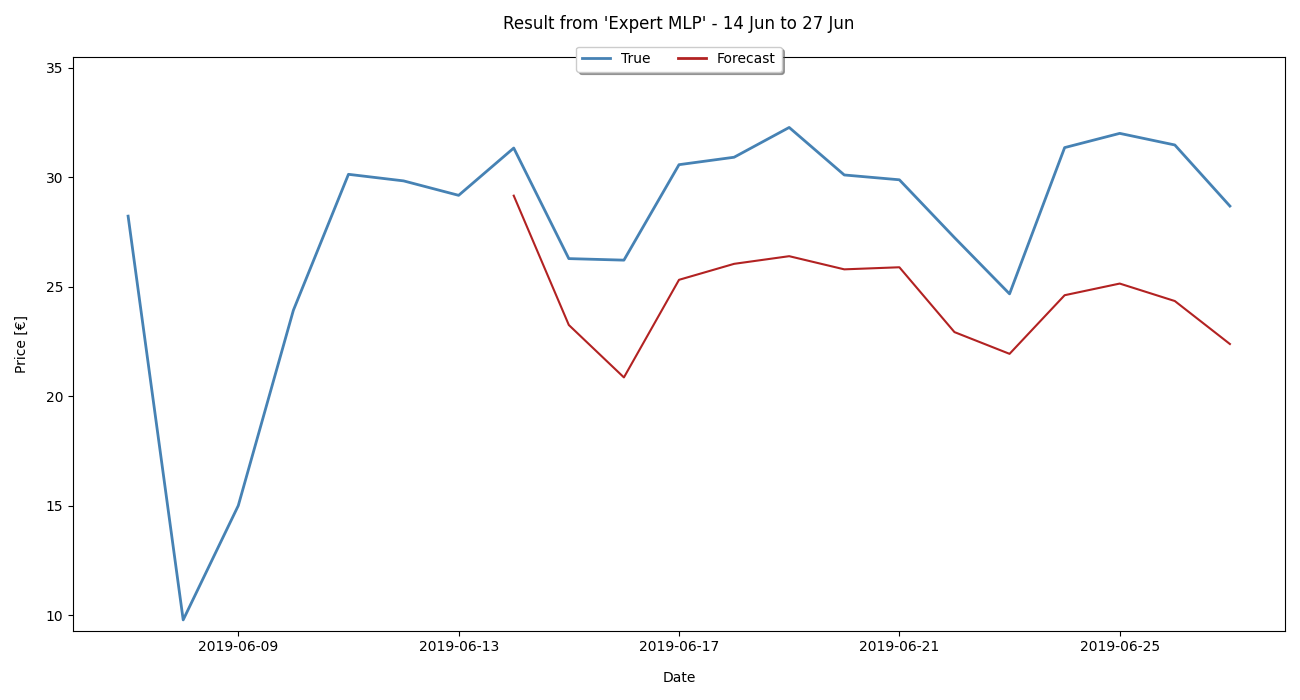 Result from 'Expert MLP' - 14 Jun to 27 Jun
True Forecast
35
30
25
20
15
10
Price [€]
2019-06-09 2019-06-13 2019-06-17 2019-06-21 2019-06-25
Date